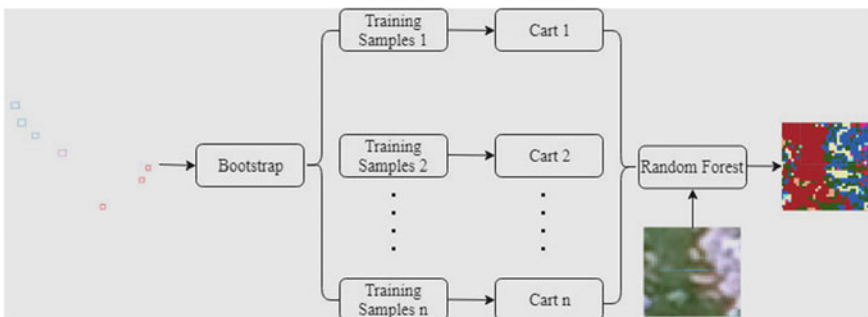 Training
Samples 1
Cart 1
Bootstrap
Training
Samples 2
Cart 2
Random Forest
Training
Samples n
Cart n